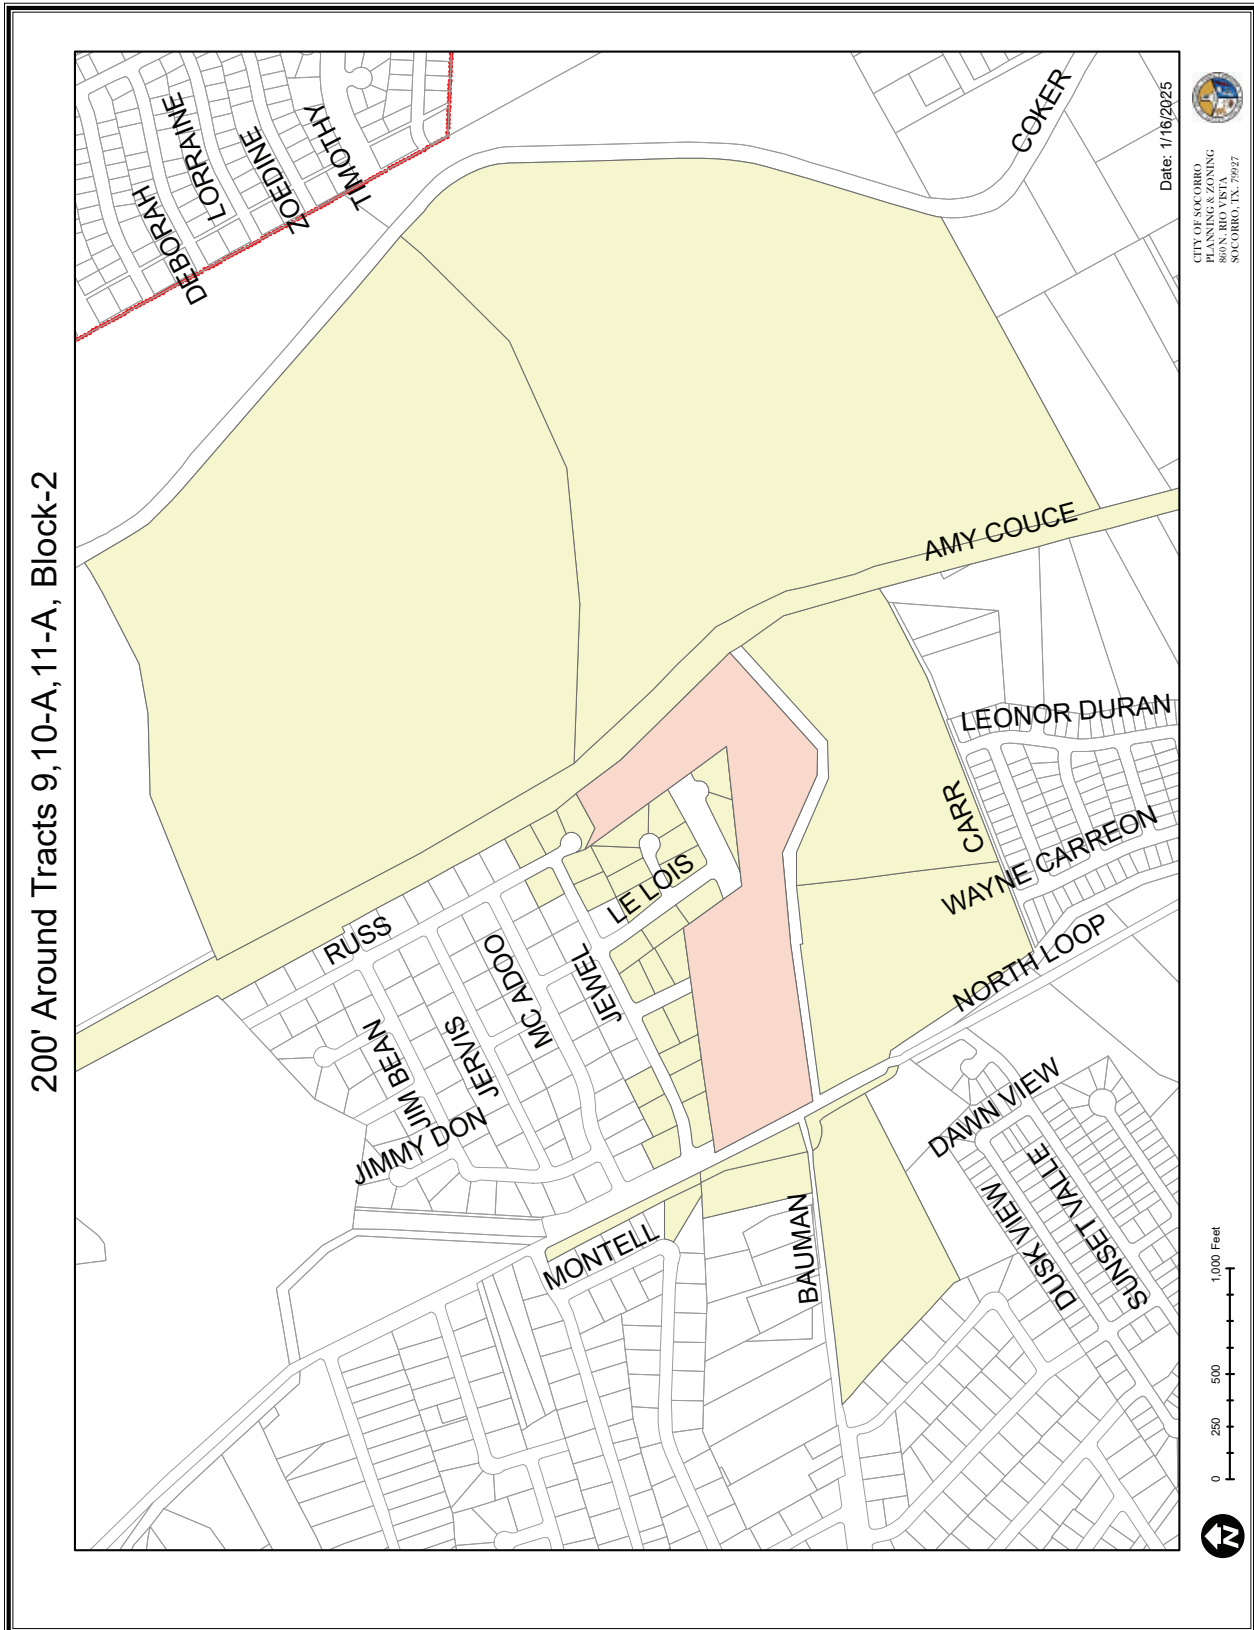 200' Around Tracts 9,10-A,11-A, Block-2
DEBORAH
LORRAINE
ZOEDINE
TIMOTHY
COKER
AMY COUCE
RUSS
JIM BEAN
JERVIS
MC ADOO
JEWEL
LE LOIS
JIMMY DON
CARR
LEONOR DURAN
WAYNE CARREON
NORTH LOOP
MONTELL
BAUMAN
DAWN VIEW
DUSK VIEW
SUNSET VALLE
Date: 1/16/2025
N
0 250 500 1,000 Feet
CITY OF SOCORRO
PLANNING & ZONING
860 N. RIO VISTA
SOCORRO, TX. 79927